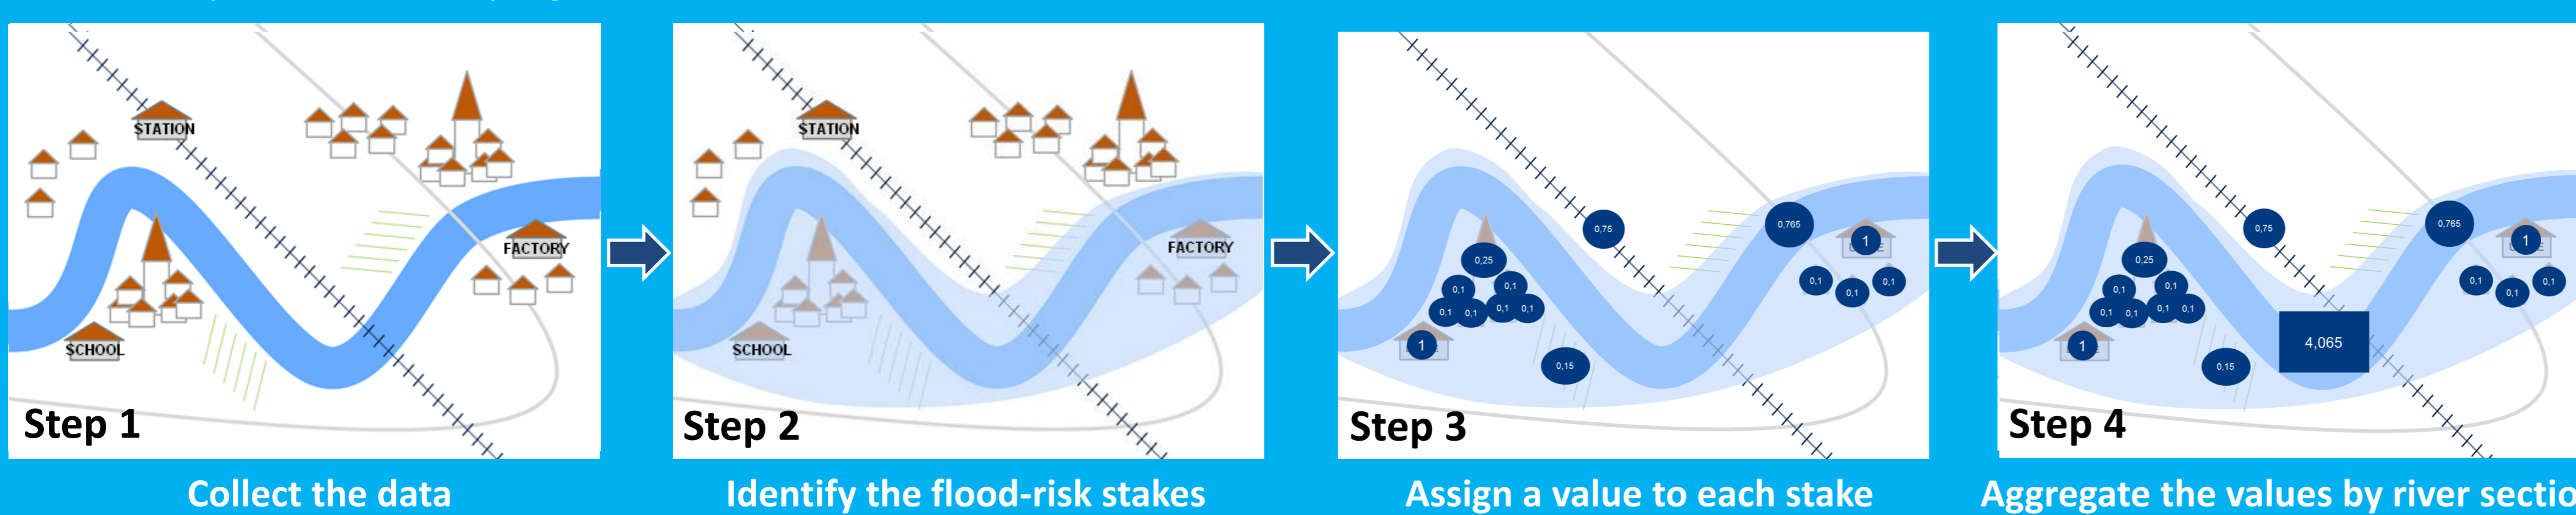 STATION
FACTORY
SCHOOL
Step 1
Collect the data
STATION
FACTORY
SCHOOL
Step 2
Identify the flood-risk stakes
0,75
0,765
1
0,25
0,1
0,1
0,1
0,1
0,1
0,1
0,1
0,1
0,1
1
0,15
Step 3
Assign a value to each stake
0,75
0,765
1
0,25
0,1
0,1
0,1
0,1
0,1
0,1
0,1
0,1
0,1
4,065
1
0,15
Step 4
Aggregate the values by river sectio